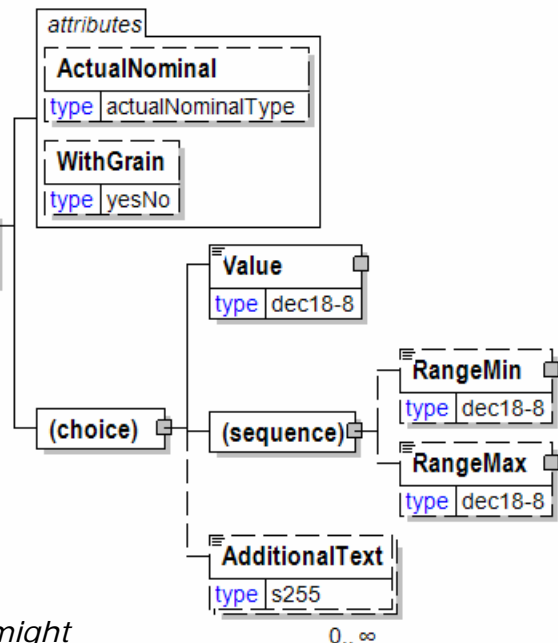 attributes
ActualNominal
type actualNominalType
WithGrain
type yesNo
Value
type dec18-8
RangeMin
type dec18-8
(choice)
(sequence)
RangeMax
type dec18-8
AdditionalText
type s255
might
0..∞